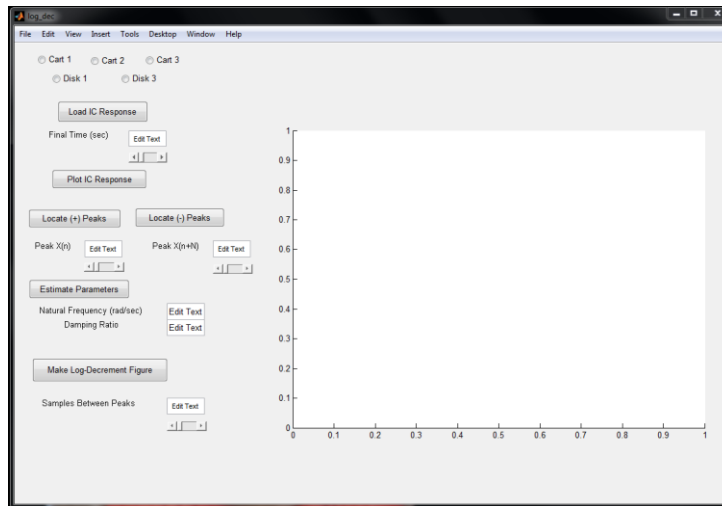 log_dec
File Edit View Insert Tools Desktop Window Help
Cart 1 Cart 2 Cart 3
Disk 1 Disk 3
Load IC Response
Final Time (sec) Edit Text
Plot IC Response
Locate (+) Peaks Locate (-) Peaks
Peak X(n) Edit Text Peak X(n+N) Edit Text
Estimate Parameters
Natural Frequency (rad/sec) Edit Text
Damping Ratio Edit Text
Make Log-Decrement Figure
Samples Between Peaks Edit Text
1
0.9
0.8
0.7
0.6
0.5
0.4
0.3
0.2
0.1
0
0 0.1 0.2 0.3 0.4 0.5 0.6 0.7 0.8 0.9 1